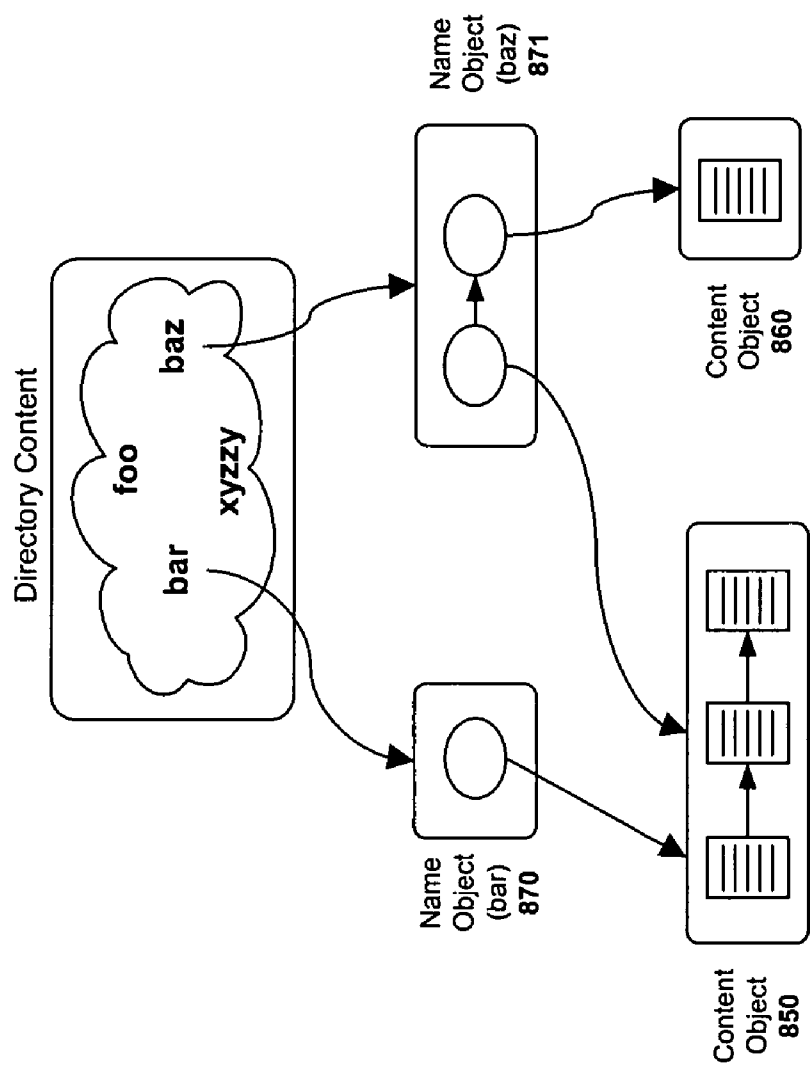 Directory Content
foo
bar
baz
xyzzy
Name
Object
(bar)
870
Name
Object
(baz)
871
Content
Object
850
Content
Object
860